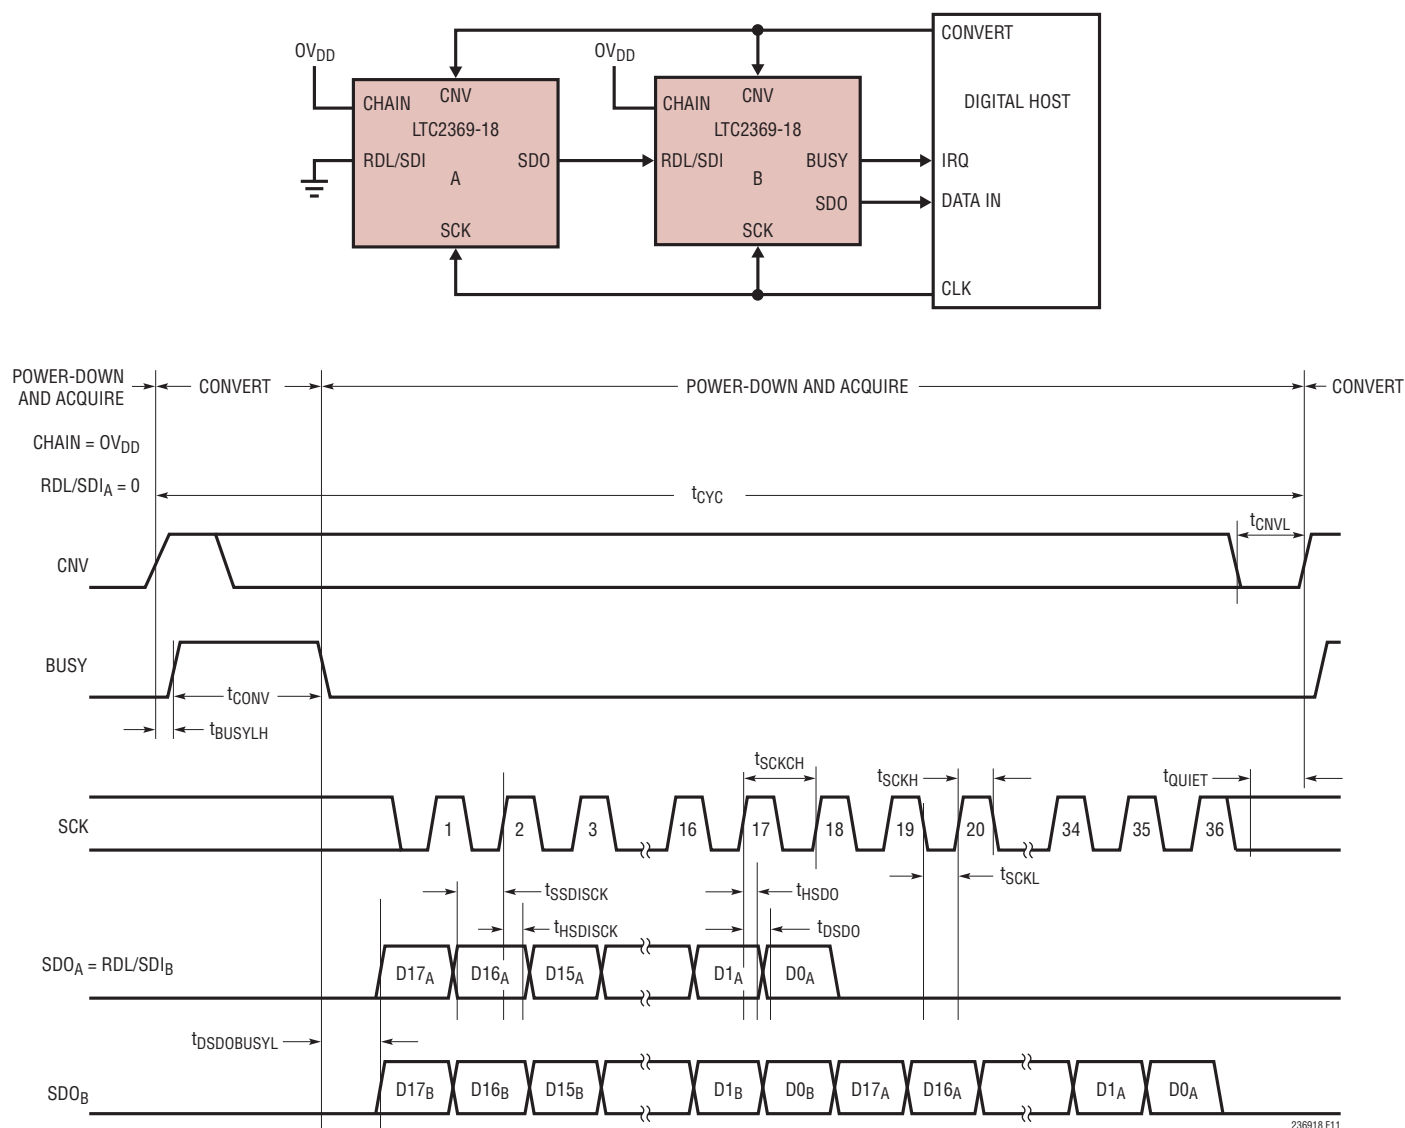 CONVERT
OVDD
OVDD
CHAIN
CNV
LTC2369-18
RDL/SDI
SDO
A
SCK
CHAIN
CNV
LTC2369-18
RDL/SDI
BUSY
B
SDO
SCK
DIGITAL HOST
IRQ
DATA IN
CLK
POWER-DOWN
AND ACQUIRE
CONVERT
POWER-DOWN AND ACQUIRE
CONVERT
CHAIN = OVDD
RDL/SDIA = 0
tCYC
tCNVL
CNV
BUSY
tCONV
tBUSYLH
tSCKCH
tSCKH
tQUIET
SCK
1
2
3
16
17
18
19
20
34
35
36
tSSDISCK
tHSDO
tSCKL
tHSDISCK
tDSDO
SDOA = RDL/SDIB
D17A
D16A
D15A
D1A
D0A
tDSDOBUSYL
SDOB
D17B
D16B
D15B
D1B
D0B
D17A
D16A
D1A
D0A
236918 F11